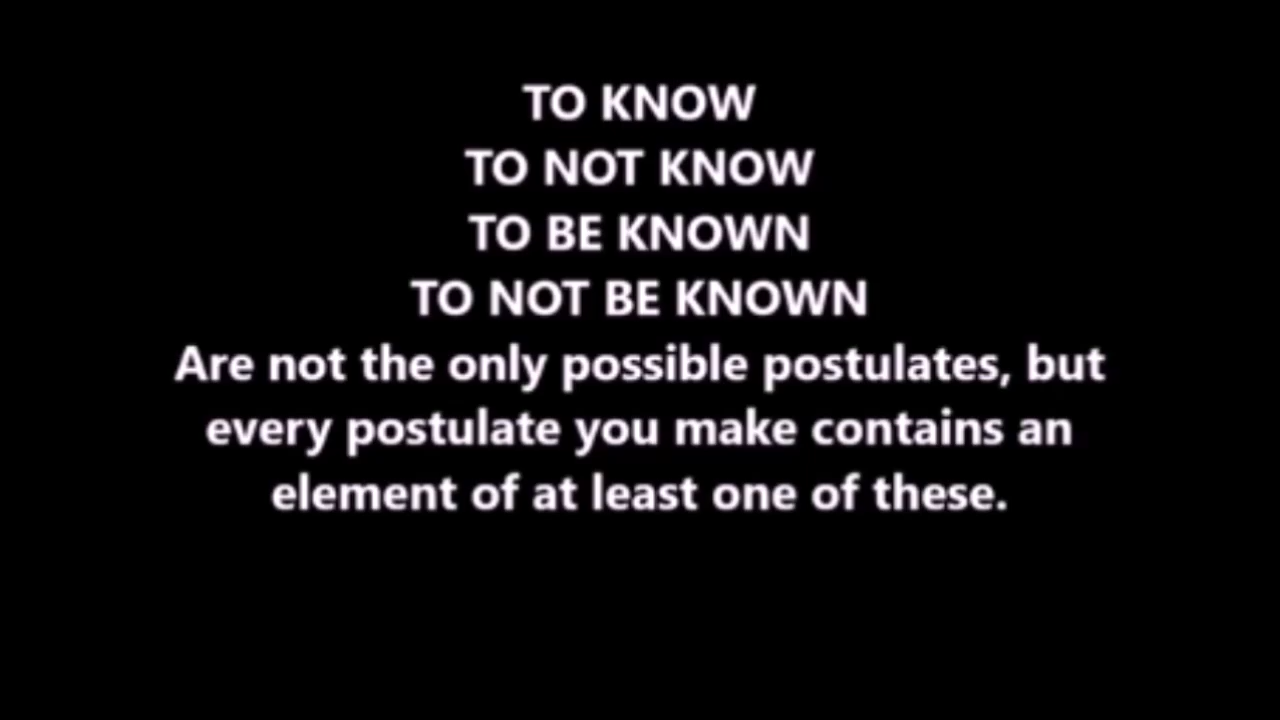 TO KNOW
TO NOT KNOW
TO BE KNOWN
TO NOT BE KNOWN
Are not the only possible postulates, but
every postulate you make contains an
element of at least one of these.